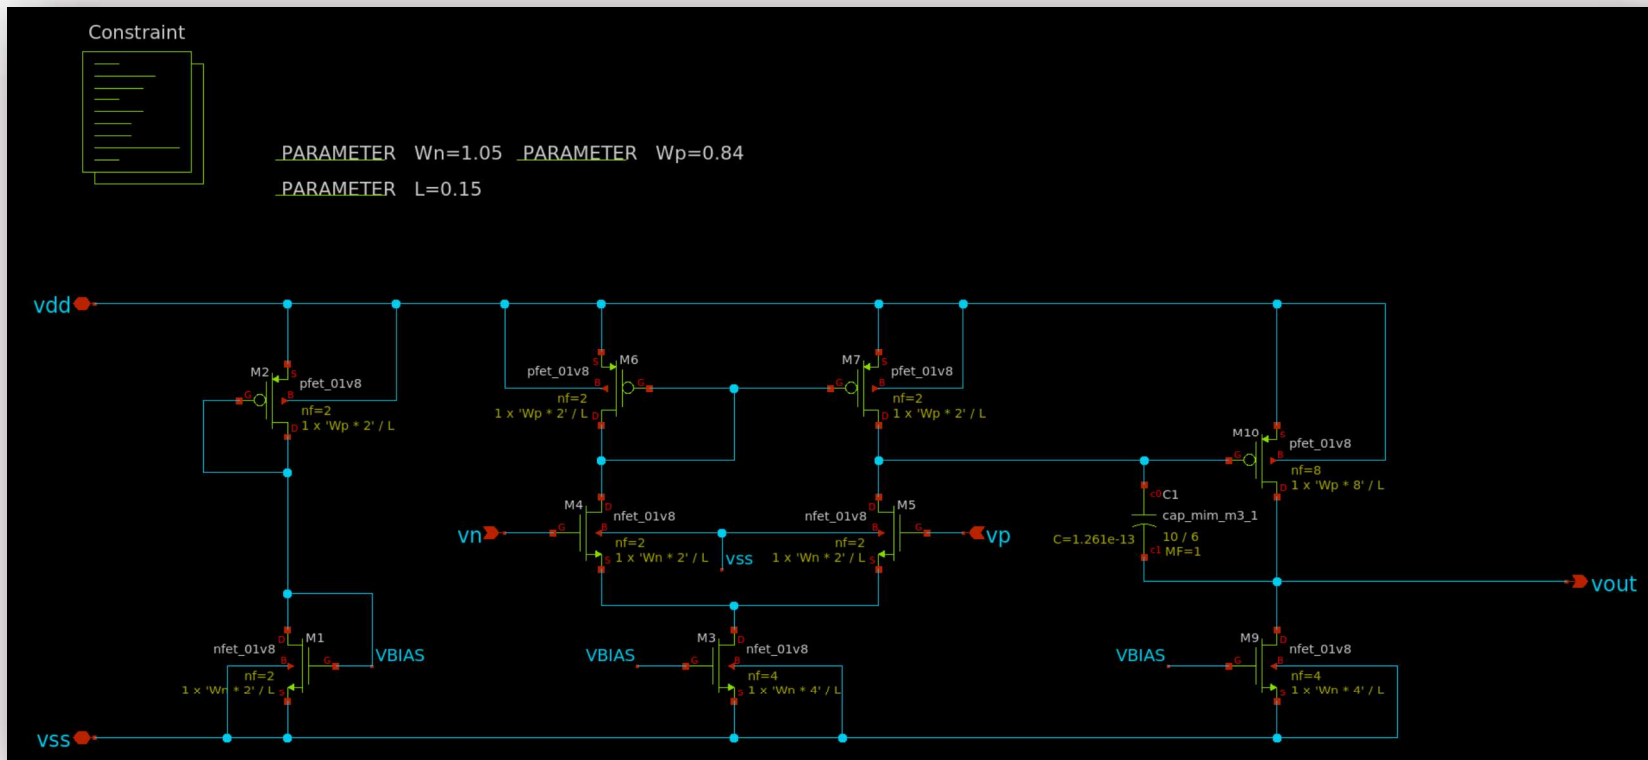 Constraint
PARAMETER Wn=1.05 PARAMETER Wp=0.84
PARAMETER L=0.15
vdd
M2
S
pfet_01v8
G
B
nf=2
D
1 x 'Wp * 2' / L
M6
S
pfet_01v8
B
G
nf=2
1 x 'Wp * 2' / L
D
M7
S
pfet_01v8
G
B
nf=2
D
1 x 'Wp * 2' / L
M10
S
pfet_01v8
G
B
nf=8
D
1 x 'Wp * 8' / L
M4
D
nfet_01v8
vn
G
B
nf=2
S
1 x 'Wn * 2' / L
vss
M5
D
nfet_01v8
B
G
vp
nf=2
1 x 'Wn * 2' / L
S
c0
C1
cap_mim_m3_1
C=1.261e-13
10 / 6
c1
MF=1
vout
M1
D
nfet_01v8
B
G
VBIAS
nf=2
1 x 'Wn * 2' / L
S
VBIAS
M3
D
nfet_01v8
G
B
nf=4
S
1 x 'Wn * 4' / L
VBIAS
M9
D
nfet_01v8
G
B
nf=4
S
1 x 'Wn * 4' / L
vss